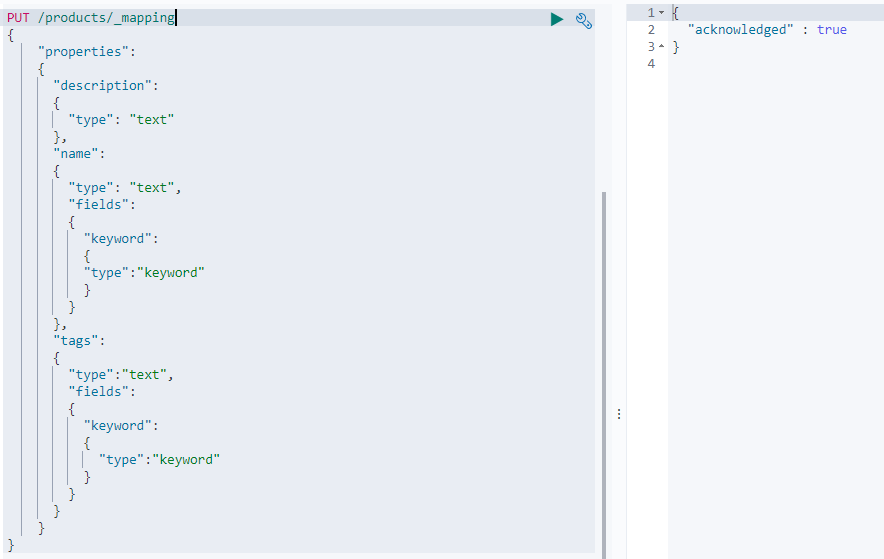 PUT /products/_mapping
{
"properties":
{
"description":
{
"type": "text"
},
"name":
{
"type": "text",
"fields":
{
"keyword":
{
"type":"keyword"
}
}
},
"tags":
{
"type":"text",
"fields":
{
"keyword":
{
"type":"keyword"
}
}
}
}
}
1 {
2 "acknowledged" : true
3 }
4